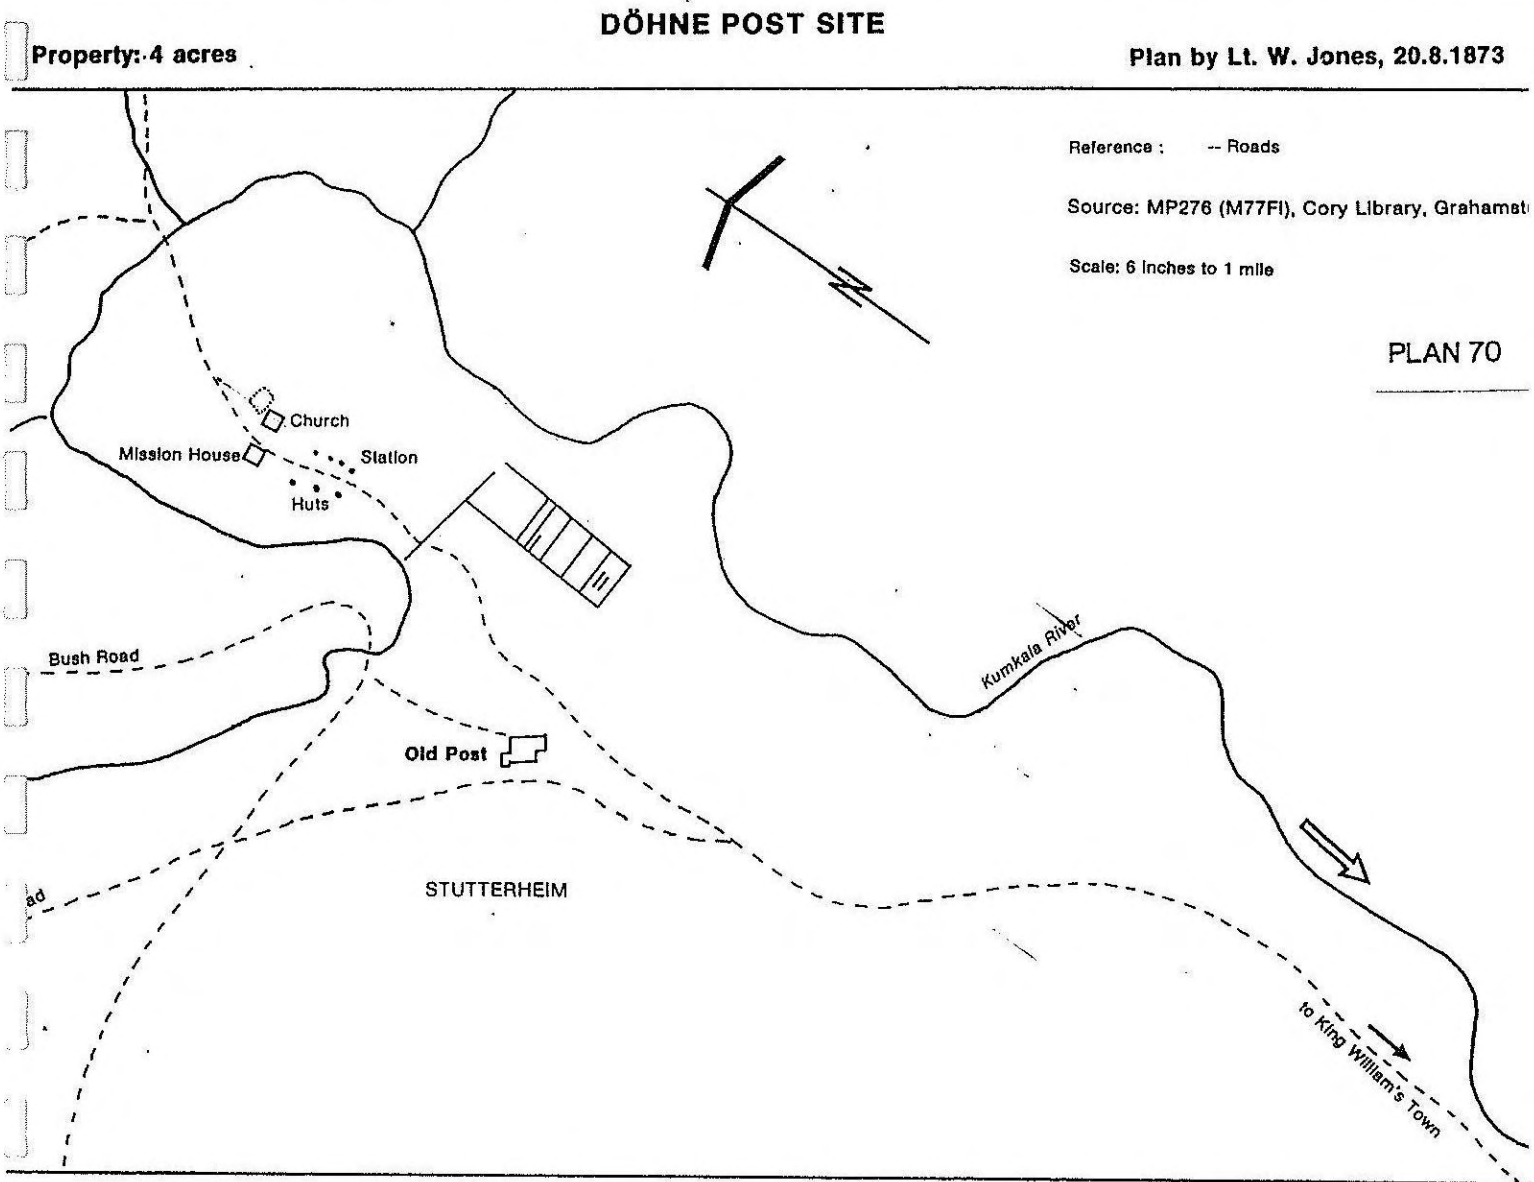 DÖHNE POST SITE
Property: 4 acres
Plan by Lt. W. Jones, 20.8.1873
Reference : -- Roads
Source: MP276 (M77FI), Cory Library, Grahamst
Scale: 6 inches to 1 mile
PLAN 70
N
Church
Mission House
Station
Huts
Bush Road
Kumkala River
Old Post
STUTTERHEIM
ad
to King William's Town